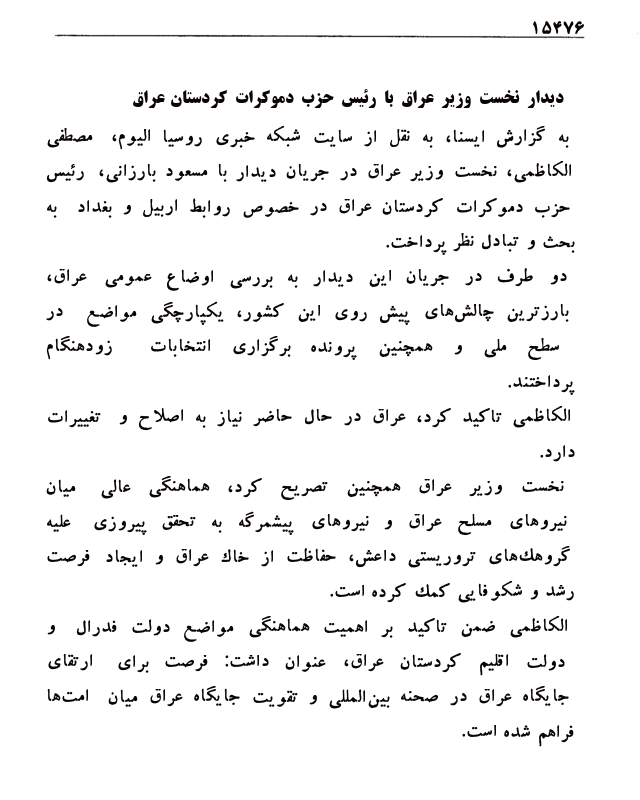 ۱۵۴۷۶
دیدار نخست وزیر عراق با رئیس حزب دموکرات کردستان عراق
به گزارش ایسنا، به نقل از سایت شبکه خبری روسیا الیوم، مصطفی
الکاظمی، نخست وزیر عراق در جریان دیدار با مسعود بارزانی، رئیس
حزب دموکرات کردستان عراق در خصوص روابط اربیل و بغداد به
بحث و تبادل نظر پرداخت.
دو طرف در جریان این دیدار به بررسی اوضاع عمومی عراق،
بارزترین چالش‌های پیش روی این کشور، یکپارچگی مواضع در
سطح ملی و همچنین پرونده برگزاری انتخابات زودهنگام
پرداختند.
الکاظمی تاکید کرد، عراق در حال حاضر نیاز به اصلاح و تغییرات
دارد.
نخست وزیر عراق همچنین تصریح کرد، هماهنگی عالی میان
نیروهای مسلح عراق و نیروهای پیشمرگه به تحقق پیروزی علیه
گروهك‌های تروریستی داعش، حفاظت از خاك عراق و ایجاد فرصت
رشد و شکوفایی کمك کرده است.
الکاظمی ضمن تاکید بر اهمیت هماهنگی مواضع دولت فدرال و
دولت اقلیم کردستان عراق، عنوان داشت: فرصت برای ارتقای
جایگاه عراق در صحنه بین‌المللی و تقویت جایگاه عراق میان امت‌ها
فراهم شده است.